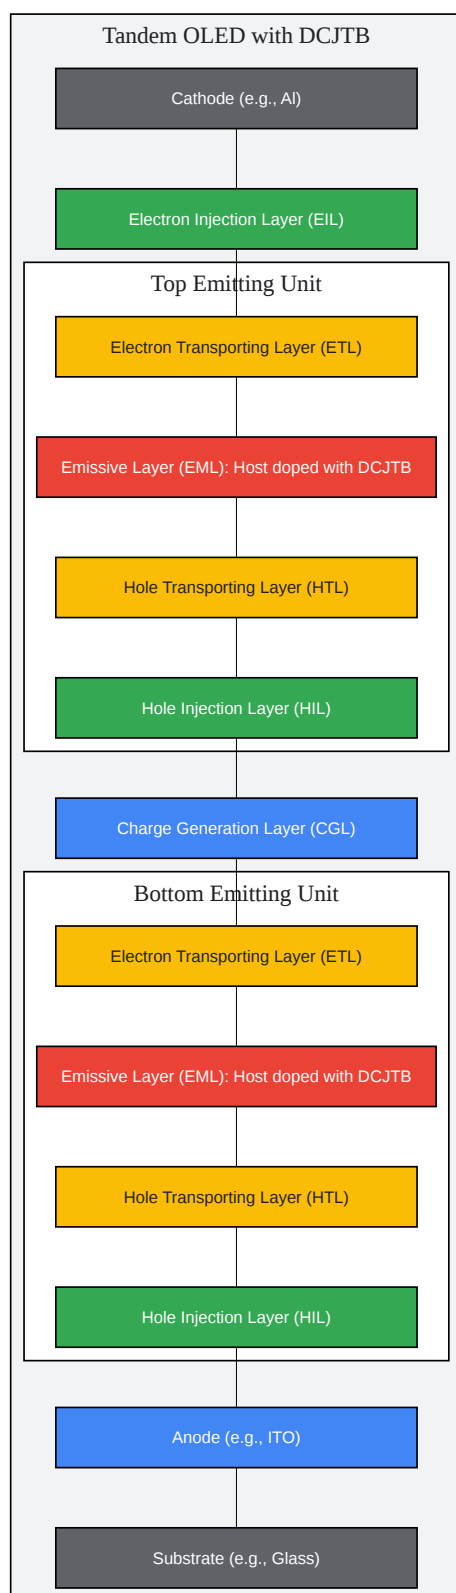 Tandem OLED with DCJTB
Cathode (e.g., Al)
Electron Injection Layer (EIL)
Top Emitting Unit
Electron Transporting Layer (ETL)
Emissive Layer (EML): Host doped with DCJTB
Hole Transporting Layer (HTL)
Hole Injection Layer (HIL)
Charge Generation Layer (CGL)
Bottom Emitting Unit
Electron Transporting Layer (ETL)
Emissive Layer (EML): Host doped with DCJTB
Hole Transporting Layer (HTL)
Hole Injection Layer (HIL)
Anode (e.g., ITO)
Substrate (e.g., Glass)